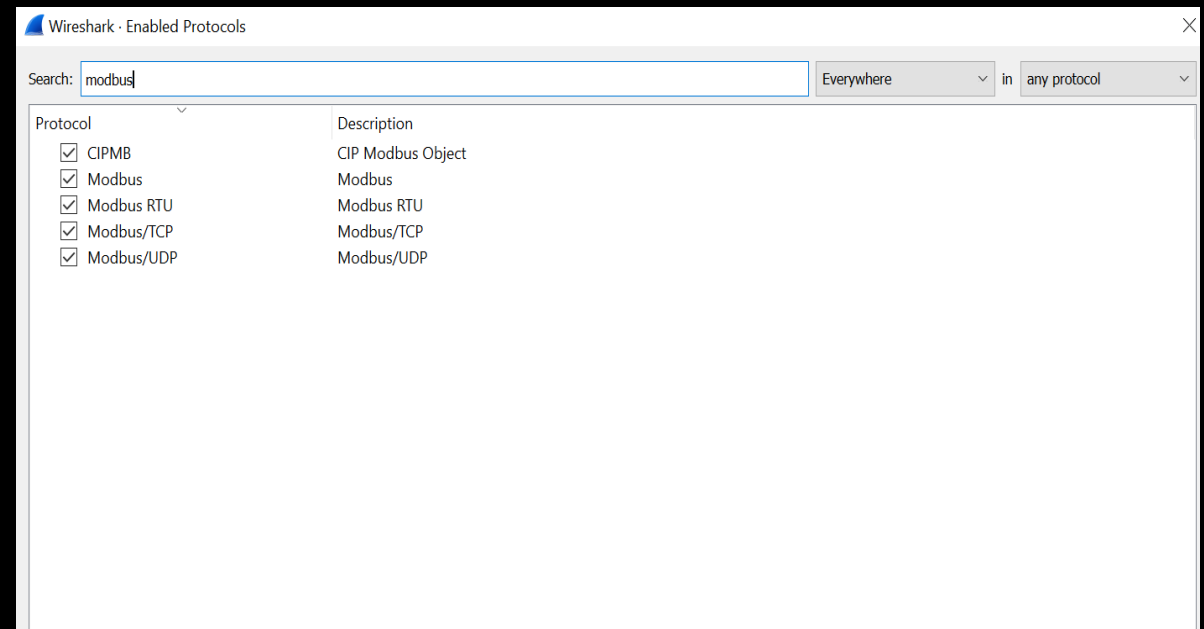 Wireshark · Enabled Protocols
Search: modbus Everywhere in any protocol
Protocol Description
CIPMB CIP Modbus Object
Modbus Modbus
Modbus RTU Modbus RTU
Modbus/TCP Modbus/TCP
Modbus/UDP Modbus/UDP